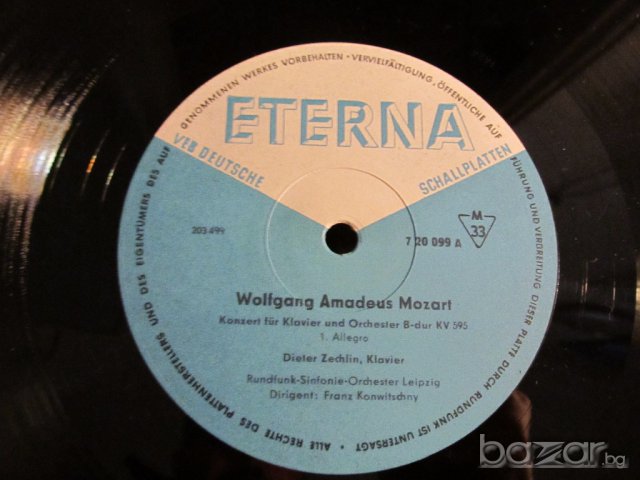 GENOMMENEN WERKES VORBEHALTEN · VERVIELFÄLTIGUNG, ÖFFENTLICHE AUF
FÜHRUNG UND VERBREITUNG DIESER PLATTE DURCH RUNDFUNK IST UNTERSAGT · ALLE RECHTE DES PLATTENHERSTELLERS UND DES EIGENTÜMERS DES AUF
ETERNA
VEB DEUTSCHE
SCHALLPLATTEN
203 499
7 20 099 A
M
33
Wolfgang Amadeus Mozart
Konzert für Klavier und Orchester B-dur KV 595
1. Allegro
Dieter Zechlin, Klavier
Rundfunk-Sinfonie-Orchester Leipzig
Dirigent: Franz Konwitschny
bazar.bg